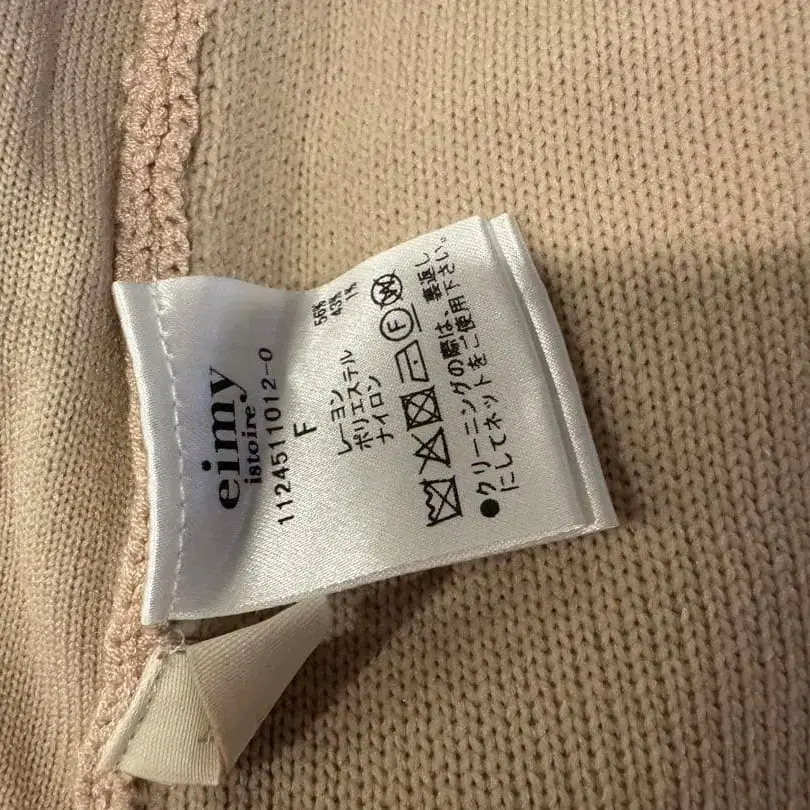 eimy
istoire
1124511012-0
F
レーヨン 56%
ポリエステル 43%
ナイロン 1%
F W
●クリーニングの際は、裏返し
にしてネットをご使用下さい。